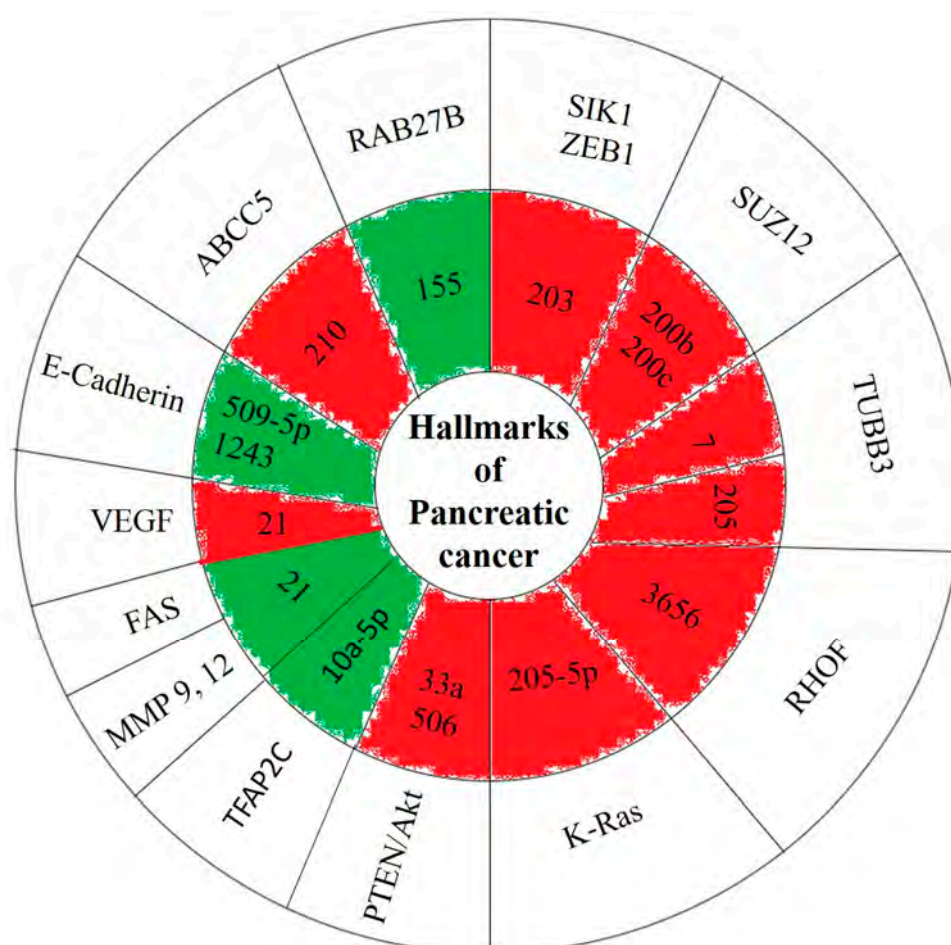 Hallmarks
of
Pancreatic
cancer
RAB27B
SIK1
ZEB1
SUZ12
TUBB3
RHOF
K-Ras
PTEN/Akt
TFAP2C
MMP 9, 12
FAS
VEGF
E-Cadherin
ABCC5
155
203
200b
200c
7
205
3656
205-5p
33a
506
10a-5p
21
21
509-5p
1243
210